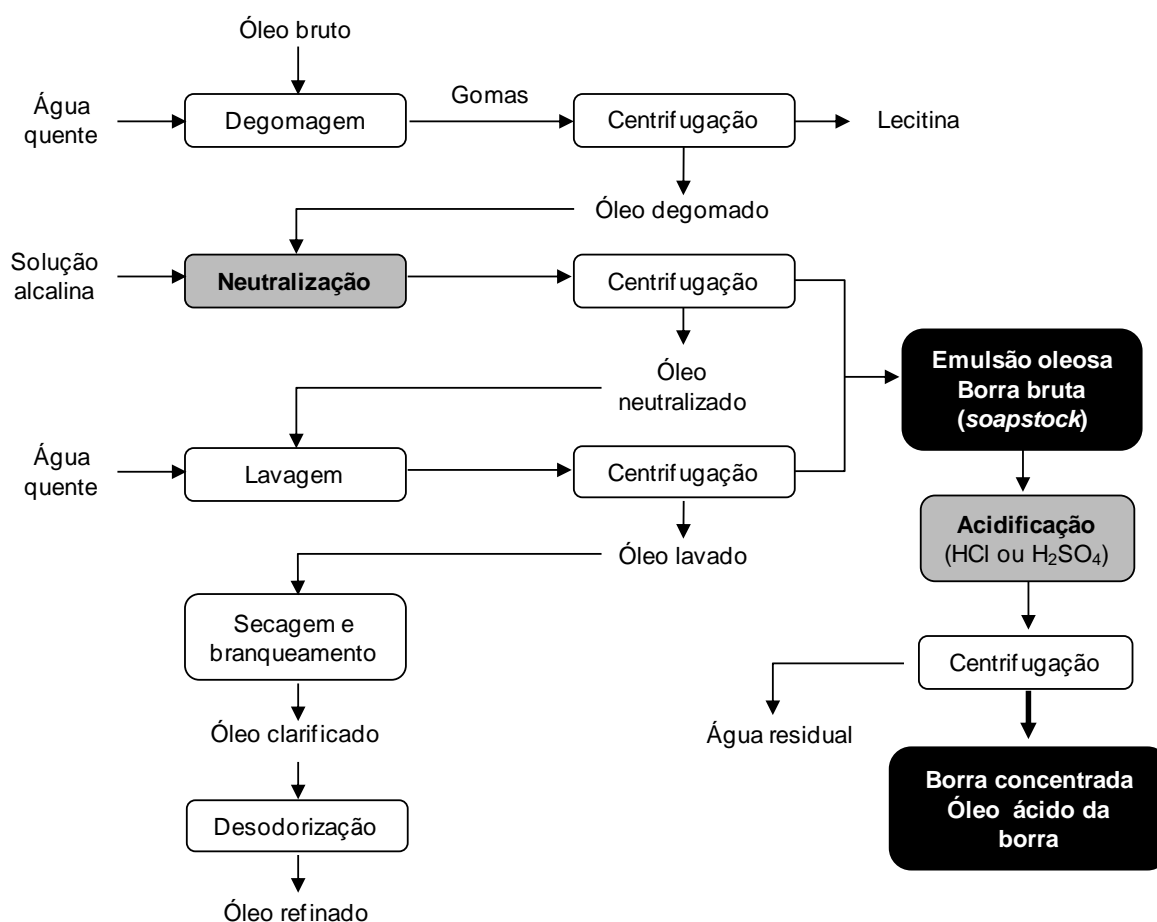 Óleo bruto
Água
quente
Degomagem
Gomas
Centrifugação
Lecitina
Óleo degomado
Solução
alcalina
Neutralização
Centrifugação
Óleo
neutralizado
Água
quente
Lavagem
Centrifugação
Óleo lavado
Emulsão oleosa
Borra bruta
(soapstock)
Acidificação
(HCl ou H₂SO₄)
Secagem e
branqueamento
Centrifugação
Óleo clarificado
Água residual
Desodorização
Borra concentrada
Óleo ácido da
borra
Óleo refinado